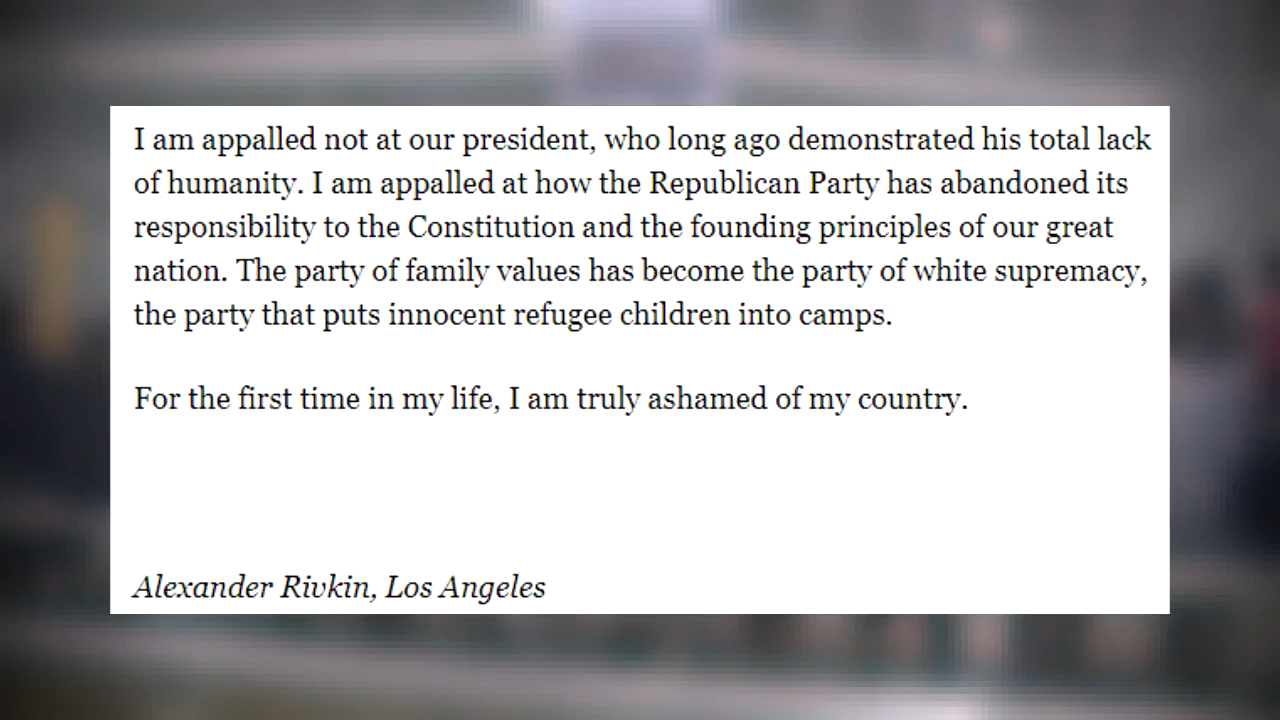 I am appalled not at our president, who long ago demonstrated his total lack
of humanity. I am appalled at how the Republican Party has abandoned its
responsibility to the Constitution and the founding principles of our great
nation. The party of family values has become the party of white supremacy,
the party that puts innocent refugee children into camps.
For the first time in my life, I am truly ashamed of my country.
Alexander Rivkin, Los Angeles